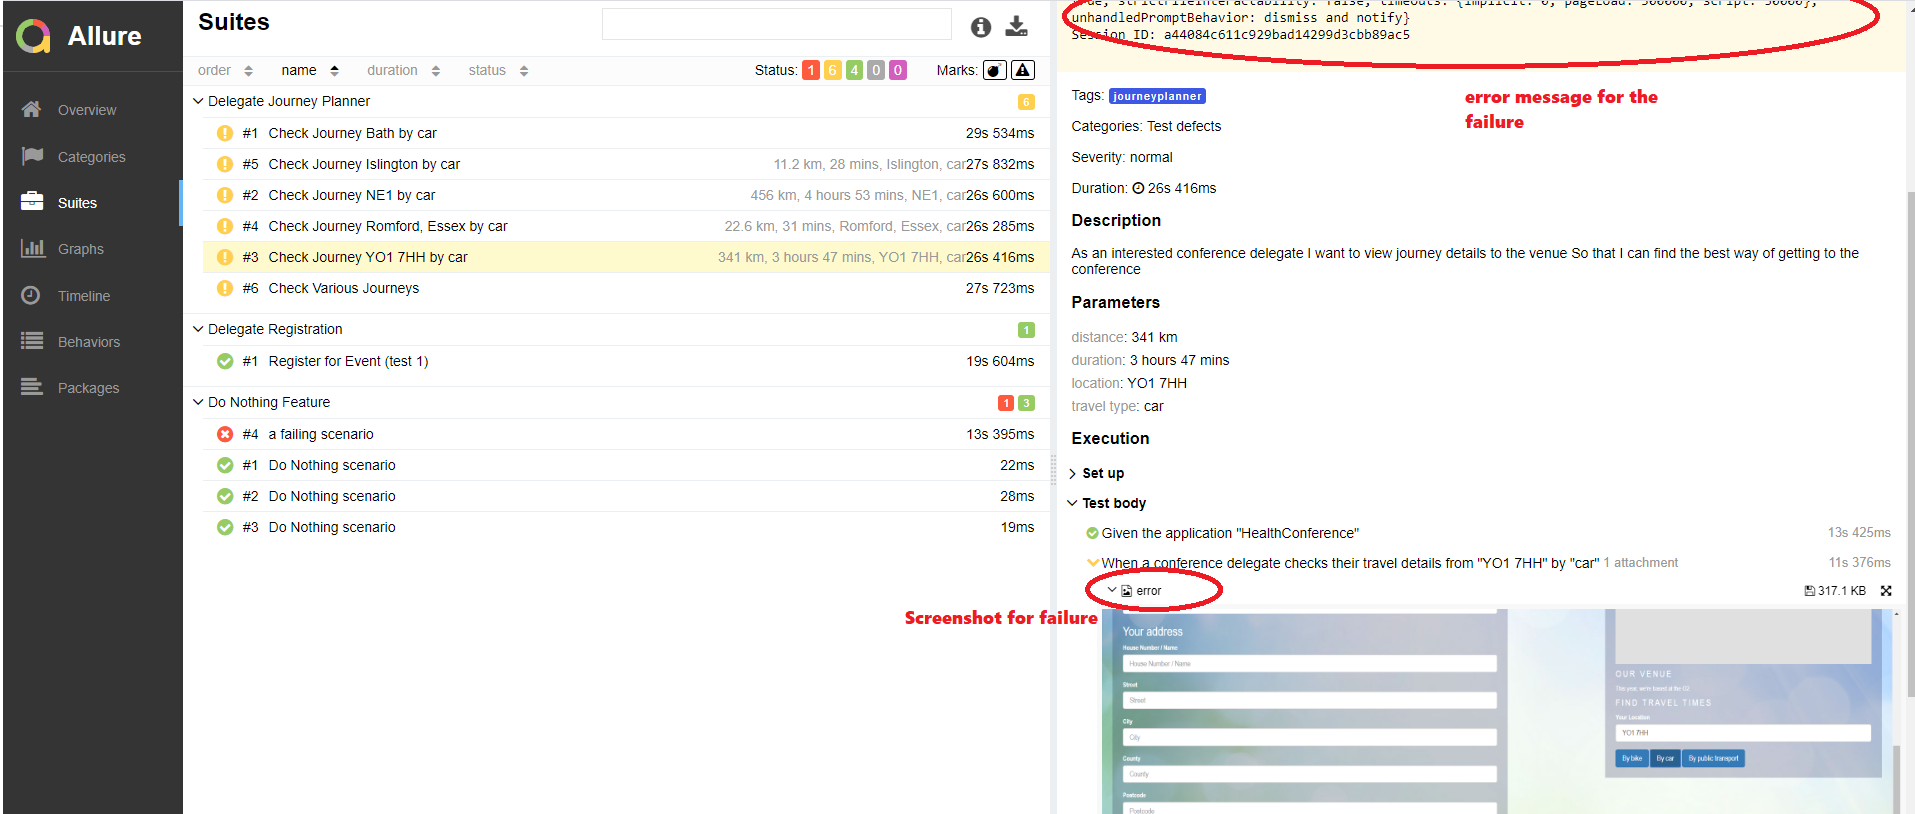 Allure
Overview
Categories
Suites
Graphs
Timeline
Behaviors
Packages
Suites
order name duration status Status: 1 6 4 0 0 Marks:
Delegate Journey Planner 6
#1 Check Journey Bath by car 29s 534ms
#5 Check Journey Islington by car 11.2 km, 28 mins, Islington, car 27s 832ms
#2 Check Journey NE1 by car 456 km, 4 hours 53 mins, NE1, car 26s 600ms
#4 Check Journey Romford, Essex by car 22.6 km, 31 mins, Romford, Essex, car 26s 285ms
#3 Check Journey YO1 7HH by car 341 km, 3 hours 47 mins, YO1 7HH, car 26s 416ms
#6 Check Various Journeys 27s 723ms
Delegate Registration 1
#1 Register for Event (test 1) 19s 604ms
Do Nothing Feature 1 3
#4 a failing scenario 13s 395ms
#1 Do Nothing scenario 22ms
#2 Do Nothing scenario 28ms
#3 Do Nothing scenario 19ms
true, strictFileInteractability: false, timeouts: {implicit: 0, pageLoad: 300000, script: 30000},
unhandledPromptBehavior: dismiss and notify}
Session ID: a44084c611c929bad14299d3cbb89ac5
error message for the
failure
Tags: journeyplanner
Categories: Test defects
Severity: normal
Duration: 26s 416ms
Description
As an interested conference delegate I want to view journey details to the venue So that I can find the best way of getting to the
conference
Parameters
distance: 341 km
duration: 3 hours 47 mins
location: YO1 7HH
travel type: car
Execution
Set up
Test body
Given the application "HealthConference" 13s 425ms
When a conference delegate checks their travel details from "YO1 7HH" by "car" 1 attachment 11s 376ms
error 317.1 KB
Screenshot for failure
Your address
House Number / Name
House Number / Name
Street
Street
City
City
County
County
Postcode
Postcode
OUR VENUE
This year, we're based at the O2
FIND TRAVEL TIMES
Your Location
YO1 7HH
By bike By car By public transport